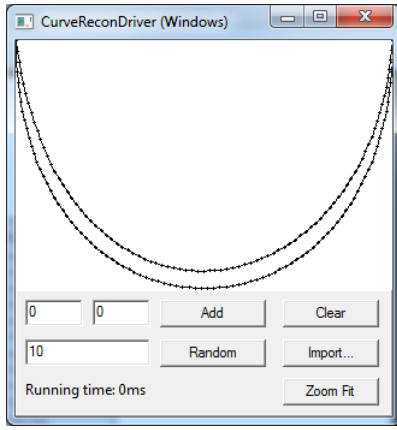 CurveReconDriver (Windows)
0 0 Add Clear
10 Random Import...
Running time: 0ms Zoom Fit